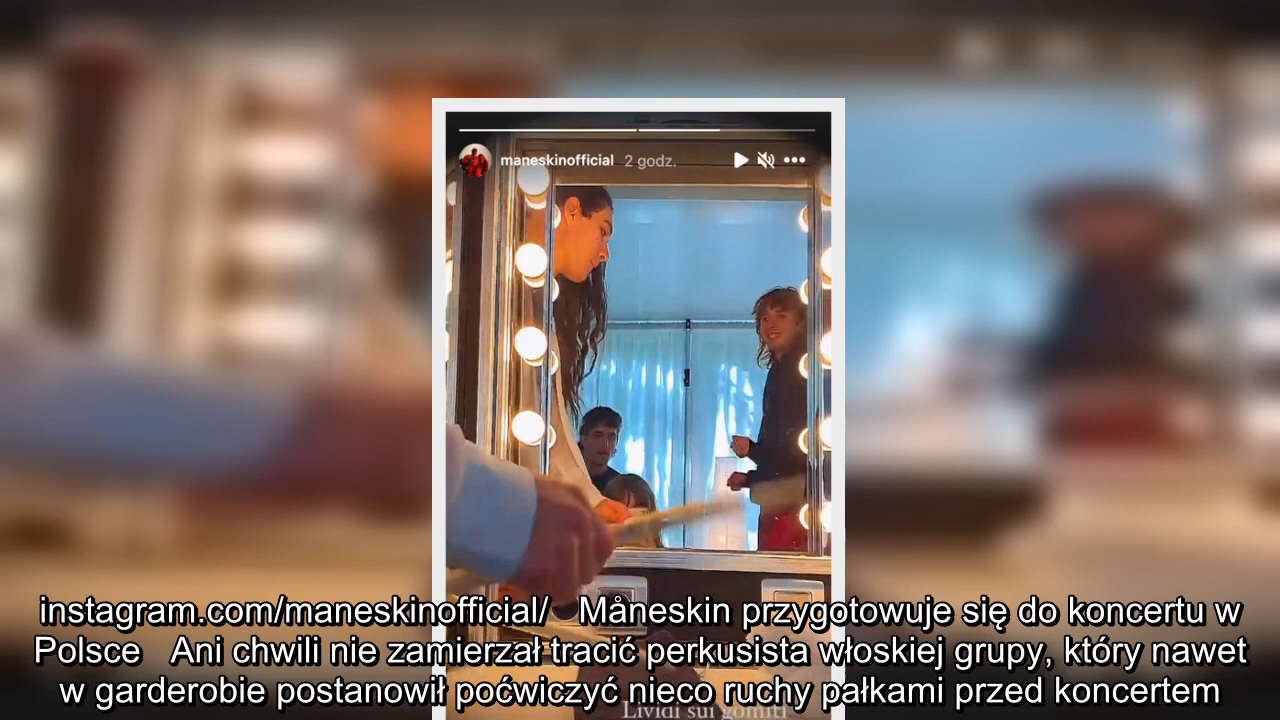 maneskinofficial 2 godz.
instagram.com/maneskinofficial/ Måneskin przygotowuje się do koncertu w
Polsce Ani chwili nie zamierzał tracić perkusista włoskiej grupy, który nawet
w garderobie postanowił poćwiczyć nieco ruchy pałkami przed koncertem
Lividi sui gomiti